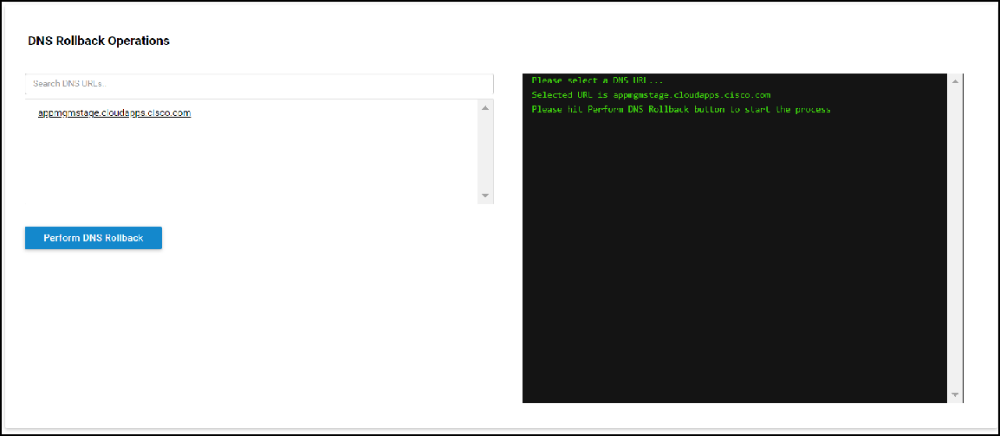 DNS Rollback Operations
Search DNS URLs..
appmgmstage.cloudapps.cisco.com
Perform DNS Rollback
Please select a DNS URL...
Selected URL is appmgmstage.cloudapps.cisco.com
Please hit Perform DNS Rollback button to start the process